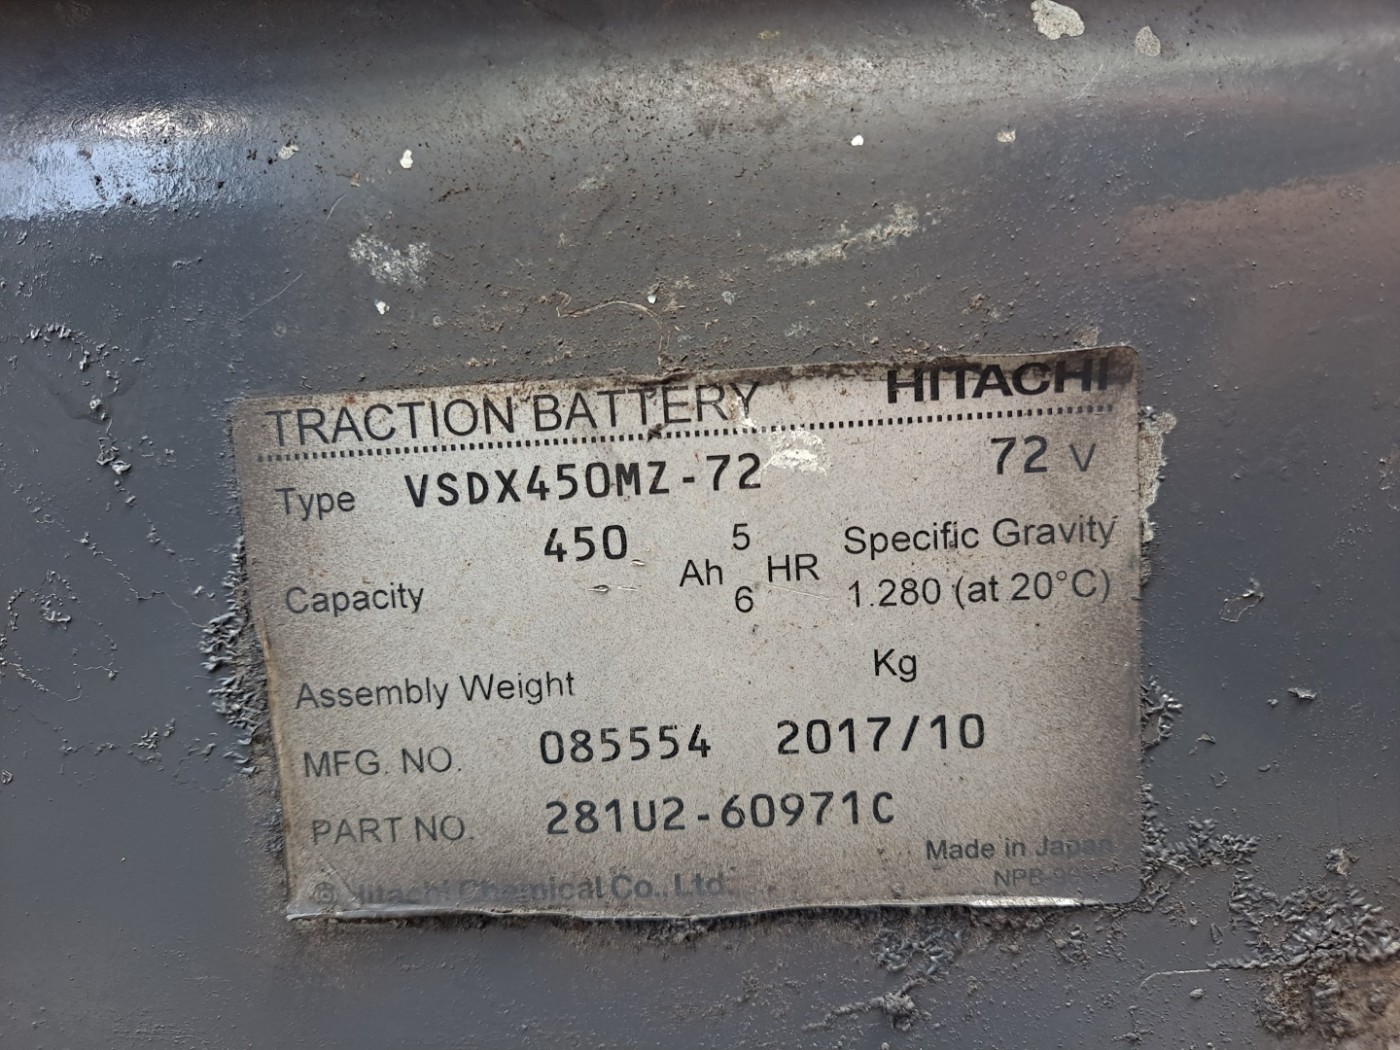 TRACTION BATTERY HITACHI
Type VSDX450MZ-72 72 V
Capacity 450 Ah 5 6 HR Specific Gravity
1.280 (at 20°C)
Assembly Weight Kg
MFG. NO. 085554 2017/10
PART NO. 281U2-60971C
Made in Japan
Hitachi Chemical Co., Ltd.